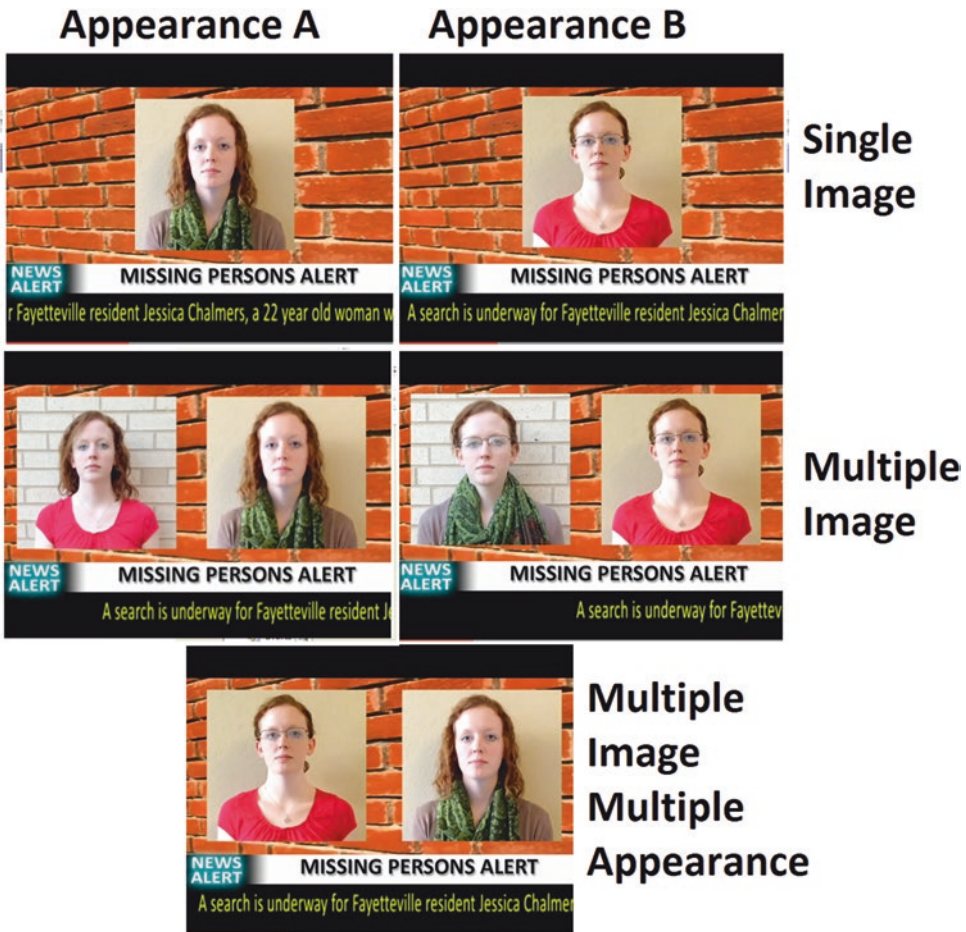 Appearance A
Appearance B
Single
Image
NEWS
ALERT
MISSING PERSONS ALERT
r Fayetteville resident Jessica Chalmers, a 22 year old woman w
NEWS
ALERT
MISSING PERSONS ALERT
A search is underway for Fayetteville resident Jessica Chalmer
Multiple
Image
NEWS
ALERT
MISSING PERSONS ALERT
A search is underway for Fayetteville resident Je
NEWS
ALERT
MISSING PERSONS ALERT
A search is underway for Fayettev
Multiple
Image
Multiple
Appearance
NEWS
ALERT
MISSING PERSONS ALERT
A search is underway for Fayetteville resident Jessica Chalmer